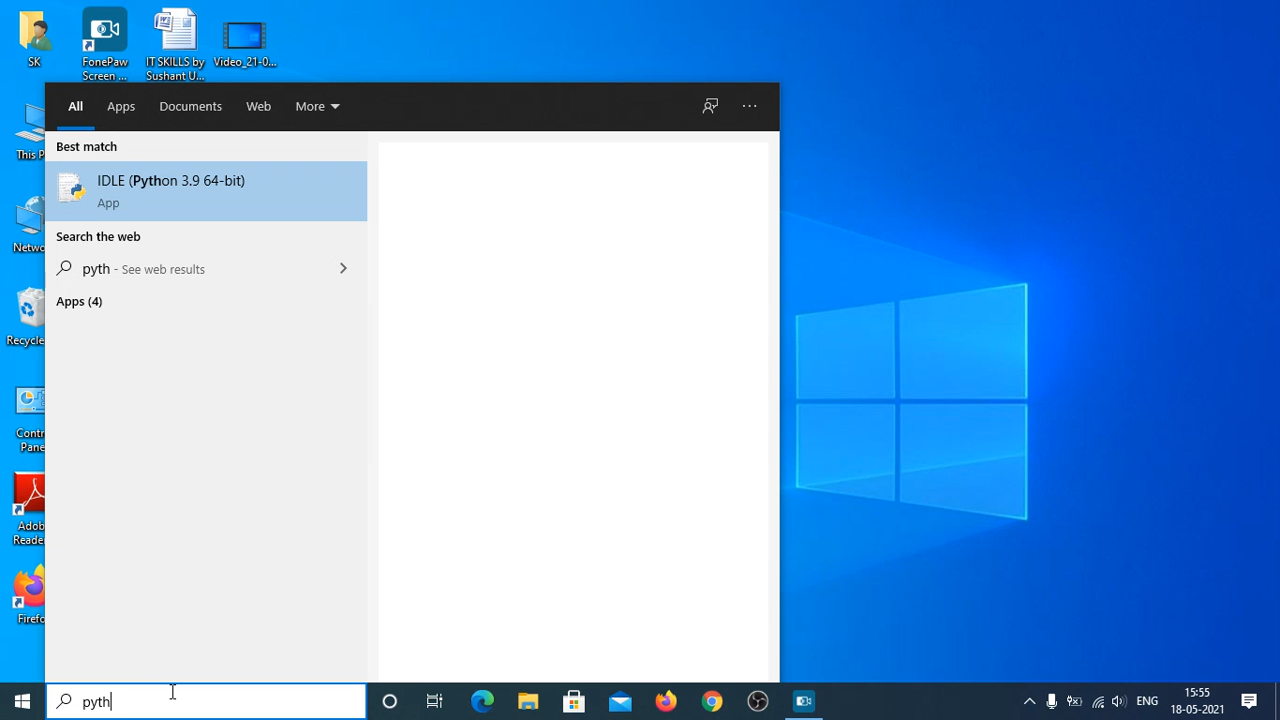 SK
FonePaw
Screen ...
IT SKILLS by
Sushant U...
Video_21-0...
All
Apps
Documents
Web
More
...
Best match
This P
IDLE (Python 3.9 64-bit)
App
Search the web
Netwo
pyth - See web results
Apps (4)
Recycle
Contr
Pane
Adob
Reade
Firefo
pyth
ENG
15:55
18-05-2021